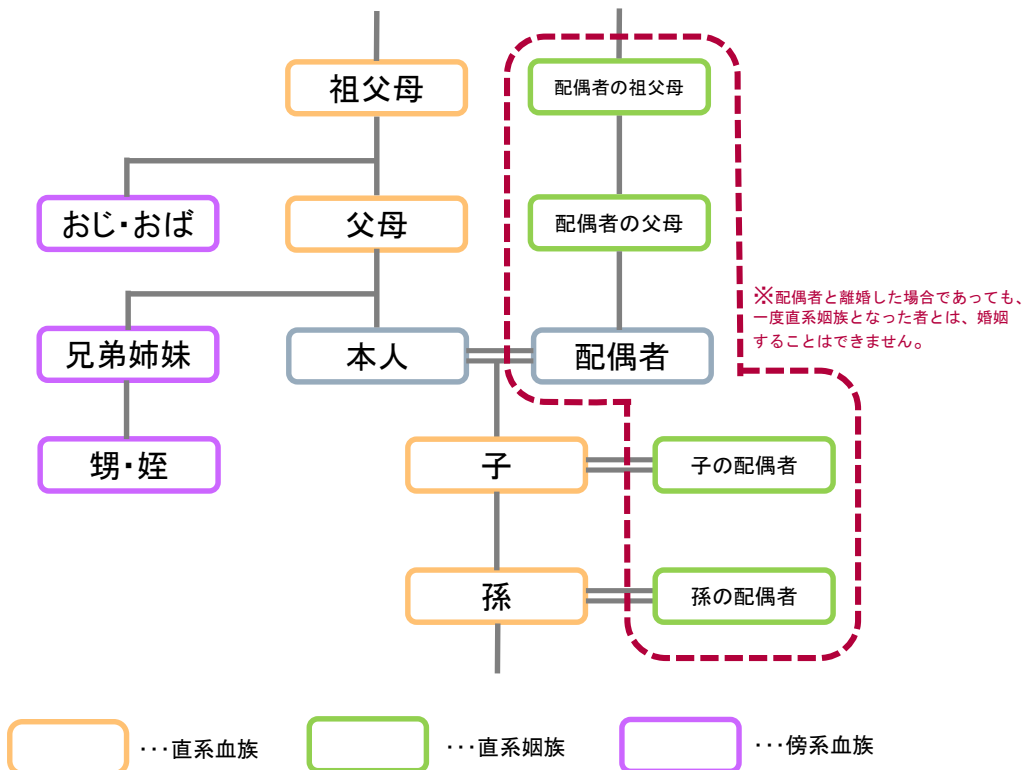 祖父母
配偶者の祖父母
おじ・おば
父母
配偶者の父母
※配偶者と離婚した場合であっても、
一度直系姻族となった者とは、婚姻
することはできません。
兄弟姉妹
本人
配偶者
甥・姪
子
子の配偶者
孫
孫の配偶者
…直系血族
…直系姻族
…傍系血族